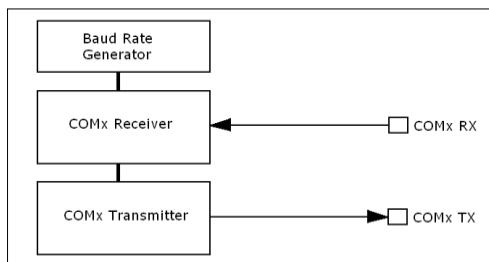 Baud Rate
Generator
COMx Receiver
COMx RX
COMx Transmitter
COMx TX